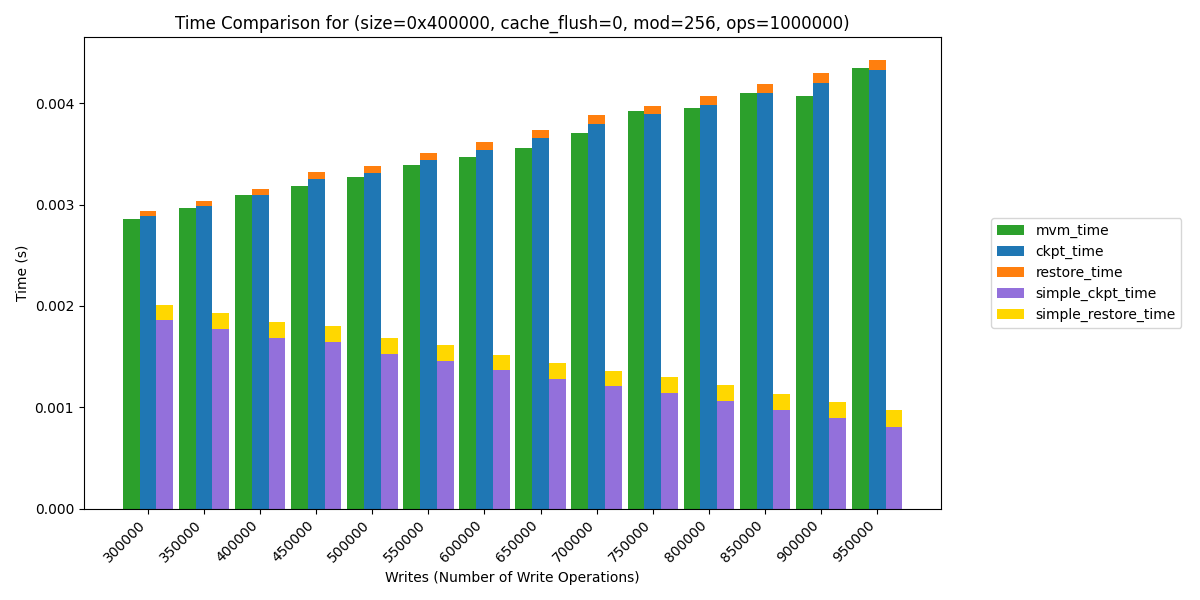 Time Comparison for (size=0x400000, cache_flush=0, mod=256, ops=1000000)
Time (s)
0.004
0.003
0.002
0.001
0.000
300000
350000
400000
450000
500000
550000
600000
650000
700000
750000
800000
850000
900000
950000
Writes (Number of Write Operations)
mvm_time
ckpt_time
restore_time
simple_ckpt_time
simple_restore_time